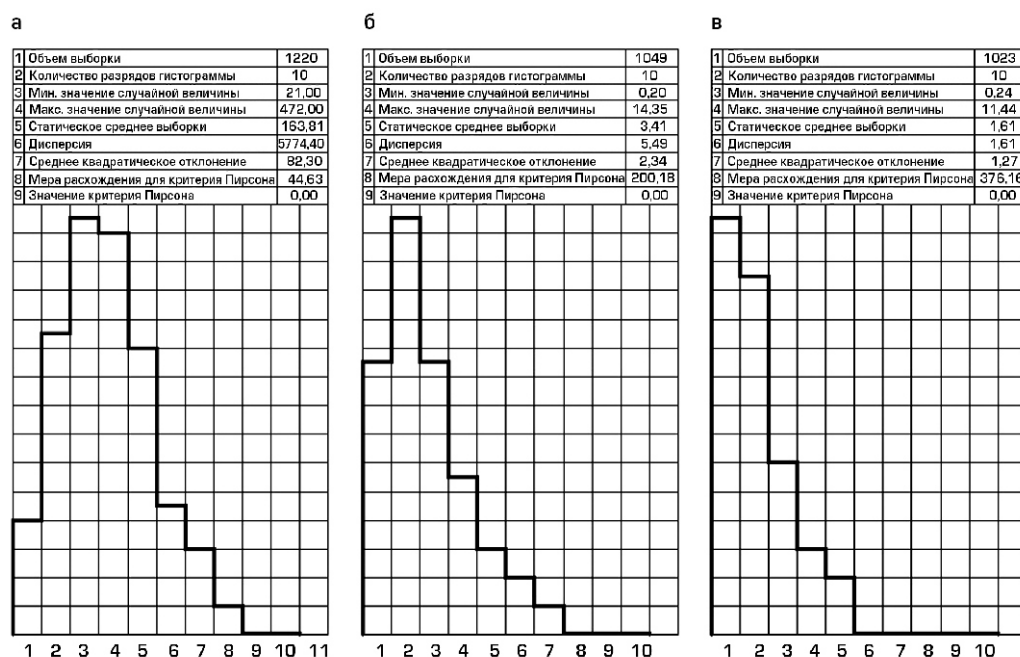 а
1 Объем выборки 1220
2 Количество разрядов гистограммы 10
3 Мин. значение случайной величины 21,00
4 Макс. значение случайной величины 472,00
5 Статическое среднее выборки 163,81
6 Дисперсия 5774,40
7 Среднее квадратическое отклонение 82,30
8 Мера расхождения для критерия Пирсона 44,63
9 Значение критерия Пирсона 0,00
1 2 3 4 5 6 7 8 9 10 11
б
1 Объем выборки 1049
2 Количество разрядов гистограммы 10
3 Мин. значение случайной величины 0,20
4 Макс. значение случайной величины 14,35
5 Статическое среднее выборки 3,41
6 Дисперсия 5,49
7 Среднее квадратическое отклонение 2,34
8 Мера расхождения для критерия Пирсона 200,18
9 Значение критерия Пирсона 0,00
1 2 3 4 5 6 7 8 9 10
в
1 Объем выборки 1023
2 Количество разрядов гистограммы 10
3 Мин. значение случайной величины 0,24
4 Макс. значение случайной величины 11,44
5 Статическое среднее выборки 1,61
6 Дисперсия 1,61
7 Среднее квадратическое отклонение 1,27
8 Мера расхождения для критерия Пирсона 376,16
9 Значение критерия Пирсона 0,00
1 2 3 4 5 6 7 8 9 10